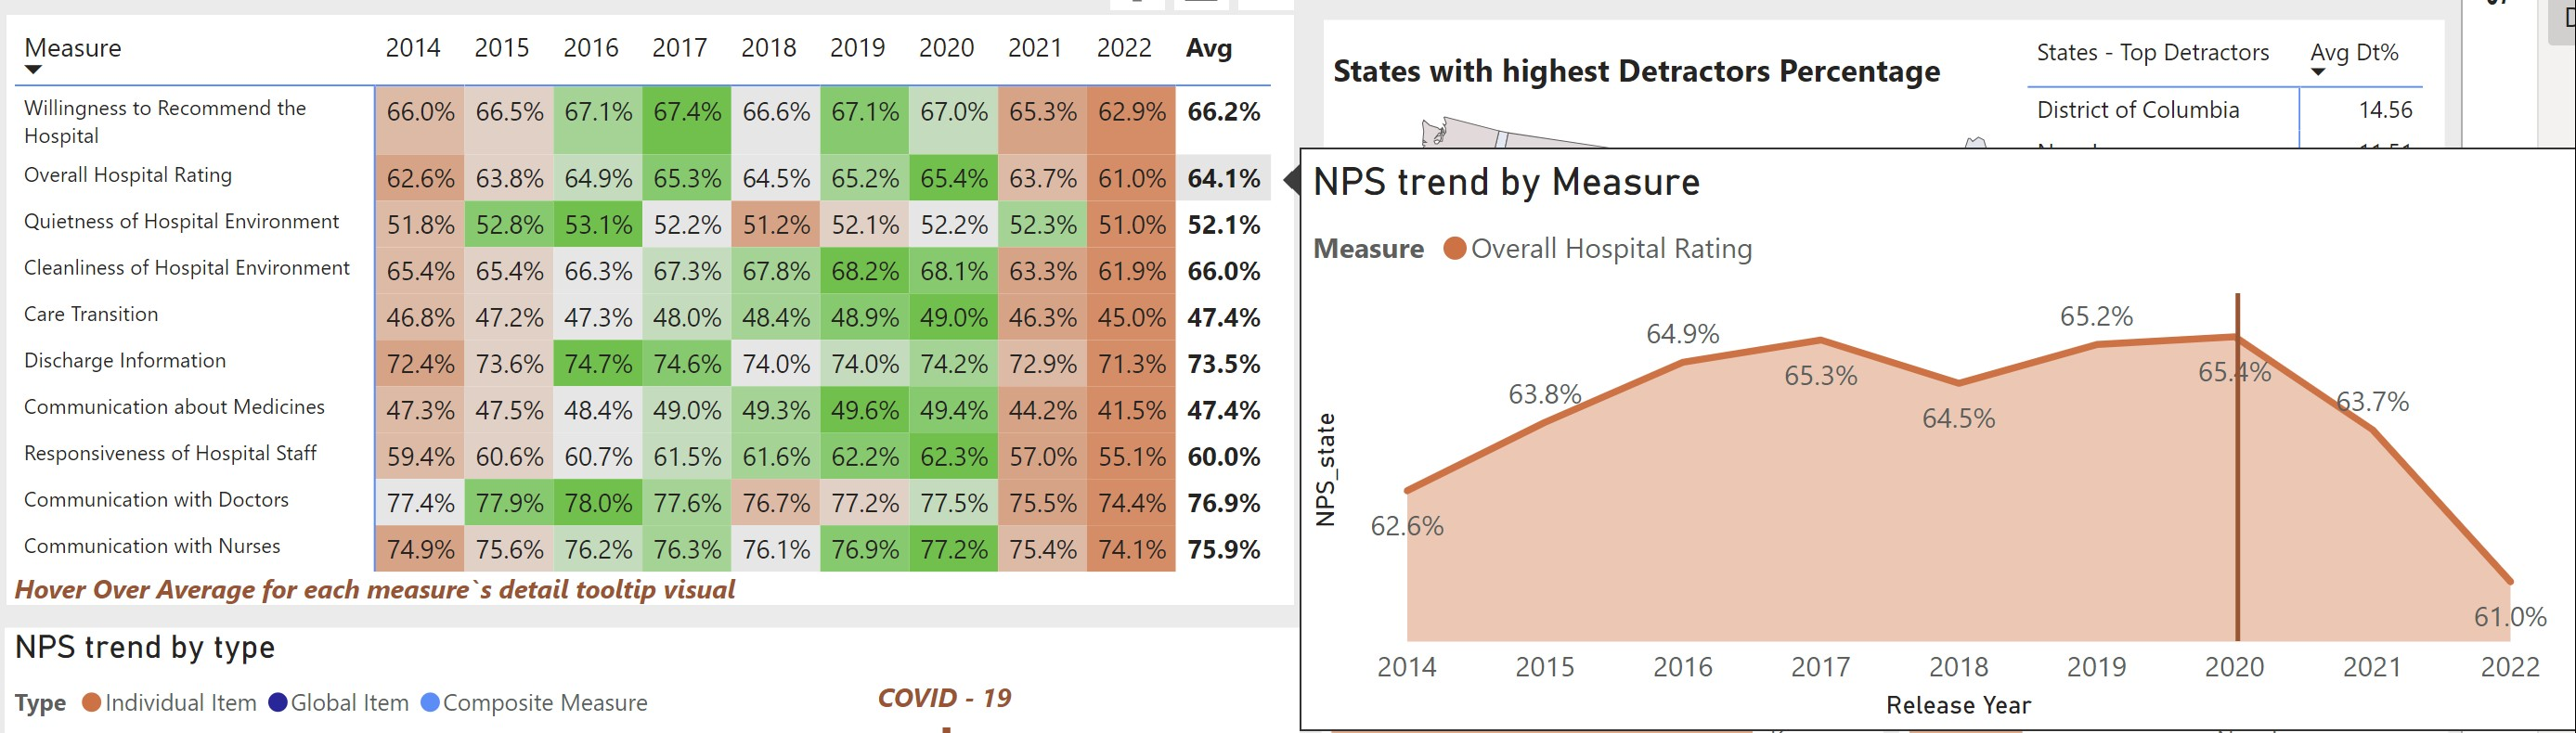 Measure 2014 2015 2016 2017 2018 2019 2020 2021 2022 Avg
Willingness to Recommend the
Hospital 66.0% 66.5% 67.1% 67.4% 66.6% 67.1% 67.0% 65.3% 62.9% 66.2%
Overall Hospital Rating 62.6% 63.8% 64.9% 65.3% 64.5% 65.2% 65.4% 63.7% 61.0% 64.1%
Quietness of Hospital Environment 51.8% 52.8% 53.1% 52.2% 51.2% 52.1% 52.2% 52.3% 51.0% 52.1%
Cleanliness of Hospital Environment 65.4% 65.4% 66.3% 67.3% 67.8% 68.2% 68.1% 63.3% 61.9% 66.0%
Care Transition 46.8% 47.2% 47.3% 48.0% 48.4% 48.9% 49.0% 46.3% 45.0% 47.4%
Discharge Information 72.4% 73.6% 74.7% 74.6% 74.0% 74.0% 74.2% 72.9% 71.3% 73.5%
Communication about Medicines 47.3% 47.5% 48.4% 49.0% 49.3% 49.6% 49.4% 44.2% 41.5% 47.4%
Responsiveness of Hospital Staff 59.4% 60.6% 60.7% 61.5% 61.6% 62.2% 62.3% 57.0% 55.1% 60.0%
Communication with Doctors 77.4% 77.9% 78.0% 77.6% 76.7% 77.2% 77.5% 75.5% 74.4% 76.9%
Communication with Nurses 74.9% 75.6% 76.2% 76.3% 76.1% 76.9% 77.2% 75.4% 74.1% 75.9%
Hover Over Average for each measure`s detail tooltip visual
NPS trend by type
Type Individual Item Global Item Composite Measure
COVID - 19
States with highest Detractors Percentage
States - Top Detractors Avg Dt%
District of Columbia 14.56
NPS trend by Measure
Measure Overall Hospital Rating
NPS_state
62.6%
63.8%
64.9%
65.3%
64.5%
65.2%
65.4%
63.7%
61.0%
2014 2015 2016 2017 2018 2019 2020 2021 2022
Release Year